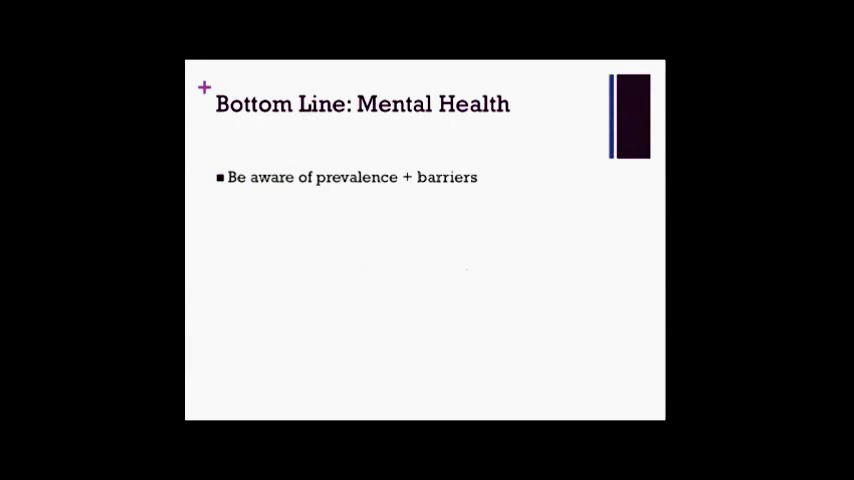 +
Bottom Line: Mental Health
■ Be aware of prevalence + barriers